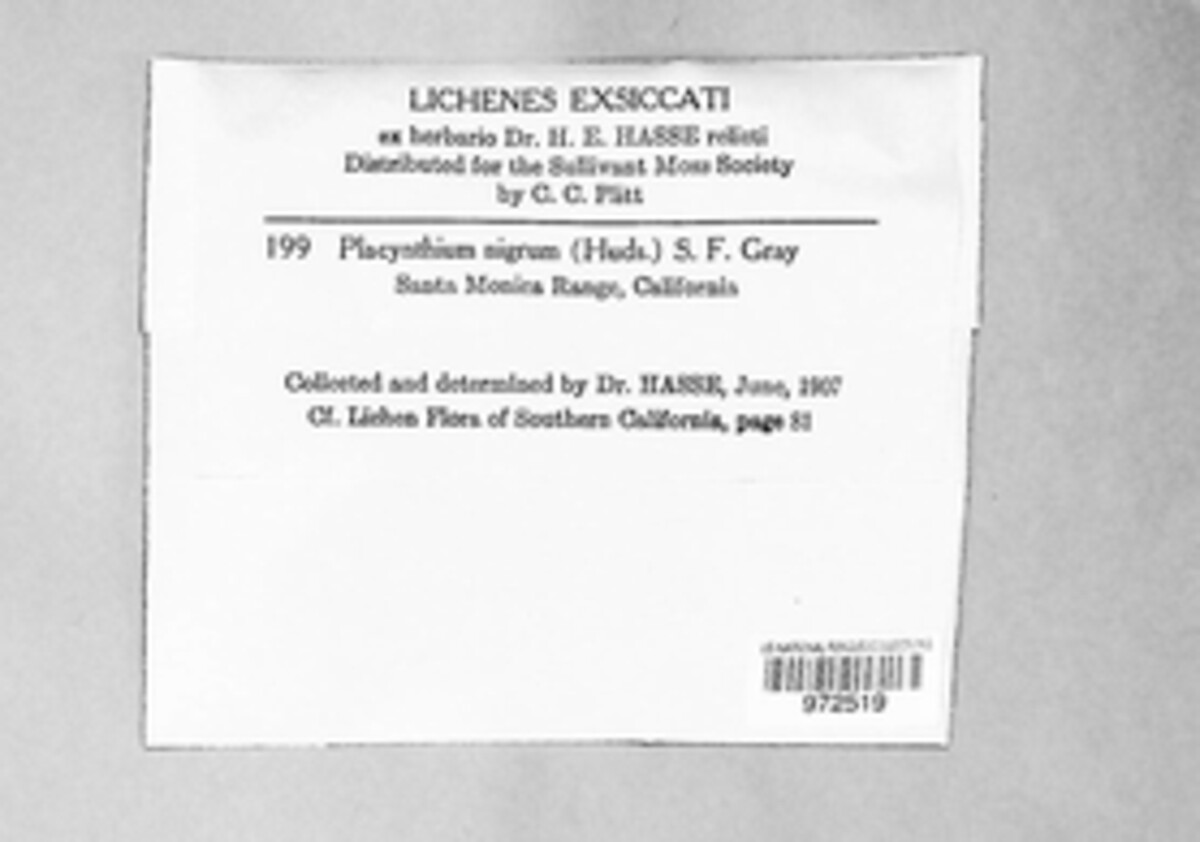 LICHENES EXSICCATI
ex herbario Dr. H. E. HASSE relicti
Distributed for the Sullivant Moss Society
by C. C. Plitt
199 Placynthium nigrum (Huds.) S. F. Gray
Santa Monica Range, California
Collected and determined by Dr. HASSE, June, 1907
Cf. Lichen Flora of Southern California, page 81
972519